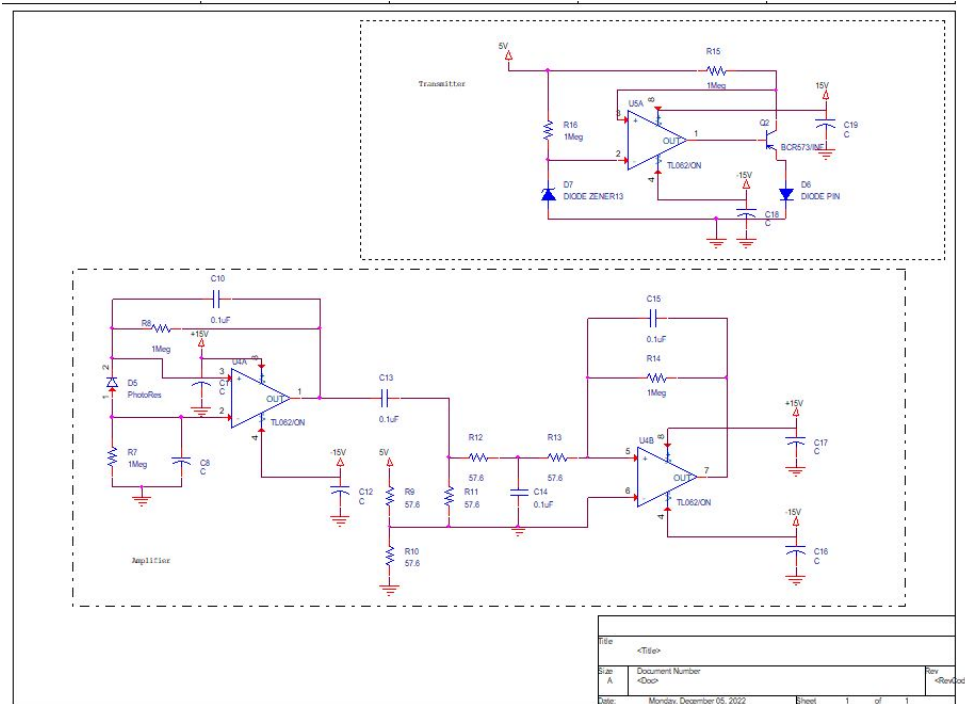 5V
R15
Transmitter
1Meg
15V
U5A
8
3
+
R16
1Meg
Q2
C19
C
OUT
1
BCR573/INF
2
-
TL062/ON
4
-15V
D7
DIODE ZENER13
D6
DIODE PIN
C18
C
C10
0.1uF
R8
+15V
1Meg
U4A
8
2
D5
PhotoRes
1
3
+
C
OUT
1
2
-
TL062/ON
4
C13
0.1uF
R7
1Meg
C8
C
-15V
C12
C
5V
R9
57.6
R10
57.6
R11
57.6
R12
57.6
R13
57.6
C14
0.1uF
C15
0.1uF
R14
1Meg
U4B
8
5
+
OUT
7
6
-
TL062/ON
4
+15V
C17
C
-15V
C16
C
Amplifier
Title
<Title>
Size
A
Document Number
<Doc>
Rev
Date:
Monday, December 05, 2022
Sheet
1
of
1